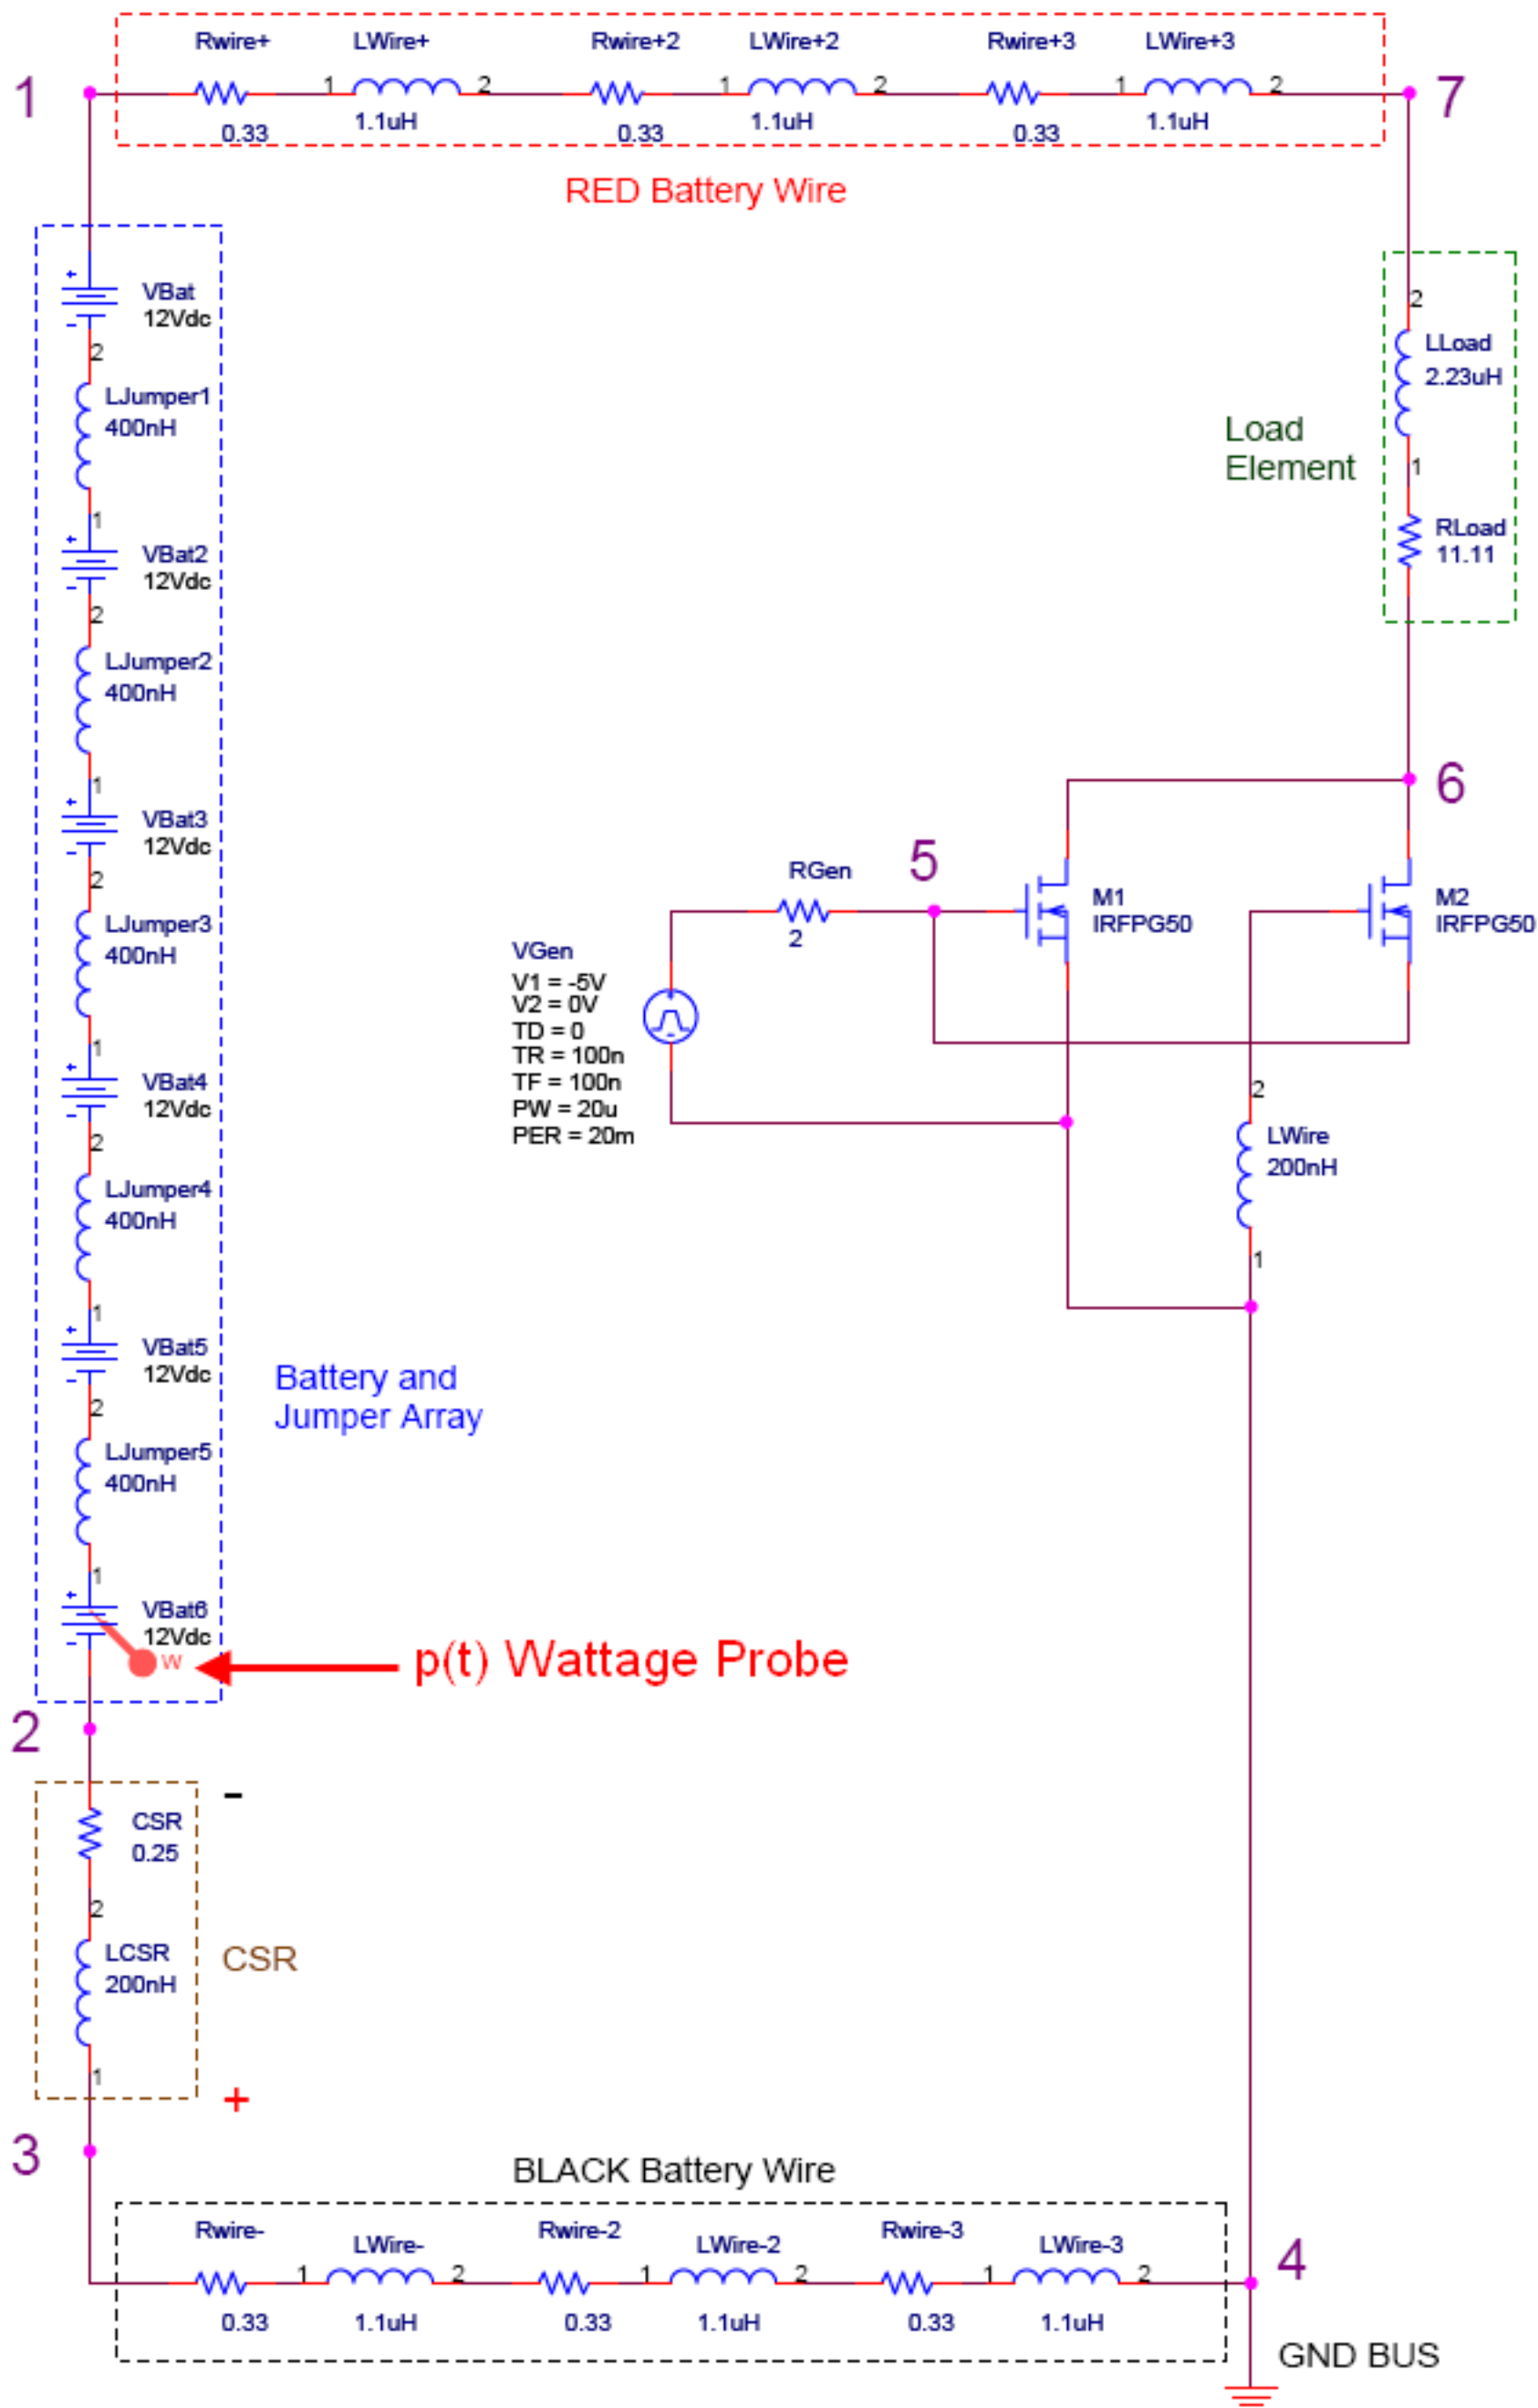 Rwire+ LWire+ Rwire+2 LWire+2 Rwire+3 LWire+3
1 1 2 1 2 1 2 7
0.33 1.1uH 0.33 1.1uH 0.33 1.1uH
RED Battery Wire
+ VBat
- 12Vdc
2
LJumper1
400nH
1
+ VBat2
- 12Vdc
2
LJumper2
400nH
1
+ VBat3
- 12Vdc
2
LJumper3
400nH
1
+ VBat4
- 12Vdc
2
LJumper4
400nH
1
+ VBat5
- 12Vdc
2
LJumper5
400nH
1
+ VBat6
- 12Vdc
W
p(t) Wattage Probe
Battery and
Jumper Array
2
LLoad
2.23uH
1
RLoad
11.11
Load
Element
6
5
RGen
2
M1
IRFPG50
M2
IRFPG50
VGen
V1 = -5V
V2 = 0V
TD = 0
TR = 100n
TF = 100n
PW = 20u
PER = 20m
+
-
2
LWire
200nH
1
2
-
CSR
0.25
2
LCSR
200nH
1
CSR
+
3
BLACK Battery Wire
Rwire- LWire- Rwire-2 LWire-2 Rwire-3 LWire-3
1 2 1 2 1 2 4
0.33 1.1uH 0.33 1.1uH 0.33 1.1uH
GND BUS